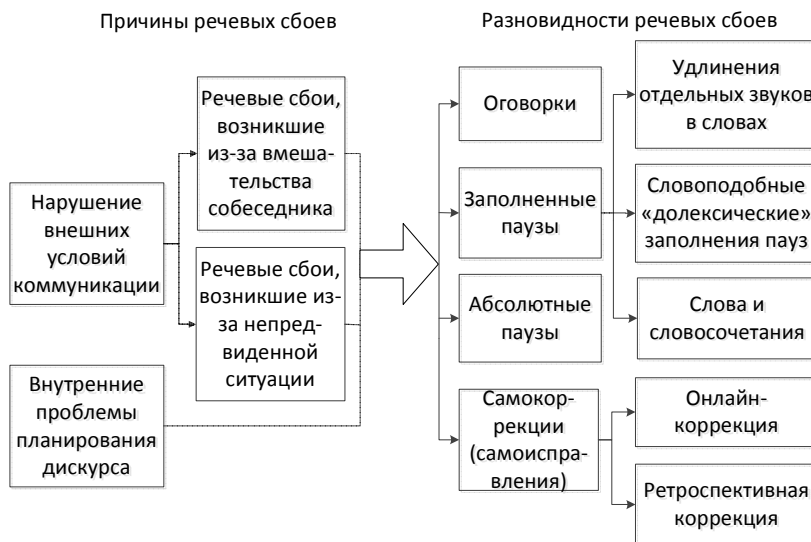 Причины речевых сбоев
Нарушение
внешних
условий
коммуникации
Внутренние
проблемы
планирования
дискурса
Речевые сбои,
возникшие
из-за вмеша-
тельства
собеседника
Речевые сбои,
возникшие из-
за непред-
виденной
ситуации
Разновидности речевых сбоев
Оговорки
Заполненные
паузы
Абсолютные
паузы
Самокор-
рекции
(самоиспра-
вления)
Удлинения
отдельных звуков
в словах
Словоподобные
«долексические»
заполнения пауз
Слова и
словосочетания
Онлайн-
коррекция
Ретроспективная
коррекция